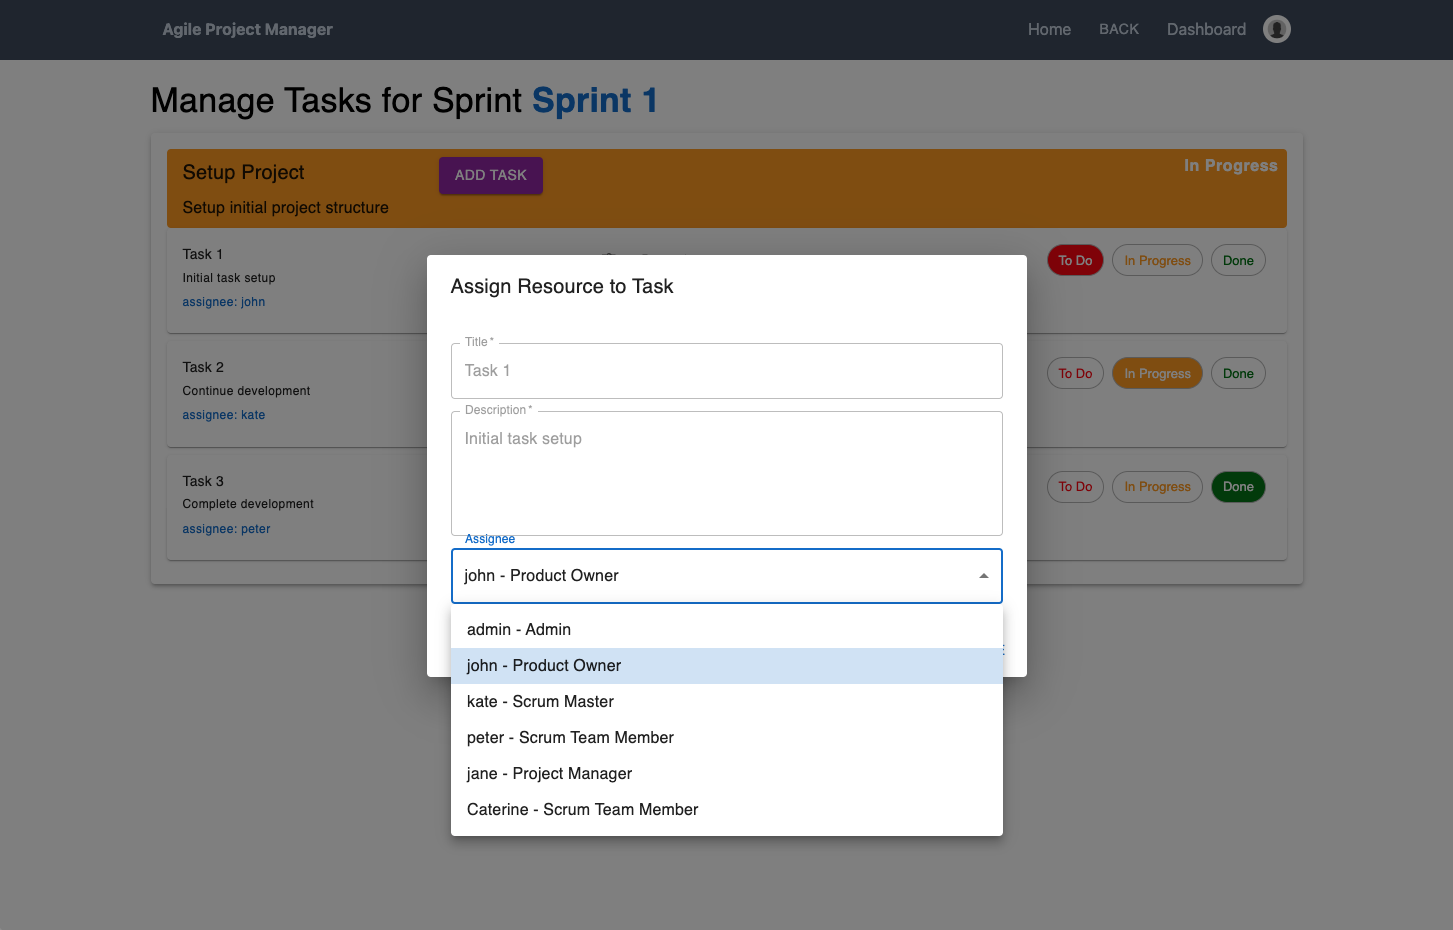 Agile Project Manager
Home BACK Dashboard
Manage Tasks for Sprint Sprint 1
Setup Project ADD TASK In Progress
Setup initial project structure
Task 1
Initial task setup
assignee: john
To Do In Progress Done
Task 2
Continue development
assignee: kate
To Do In Progress Done
Task 3
Complete development
assignee: peter
To Do In Progress Done
Assign Resource to Task
Title *
Task 1
Description *
Initial task setup
Assignee
john - Product Owner
admin - Admin
john - Product Owner
kate - Scrum Master
peter - Scrum Team Member
jane - Project Manager
Caterine - Scrum Team Member